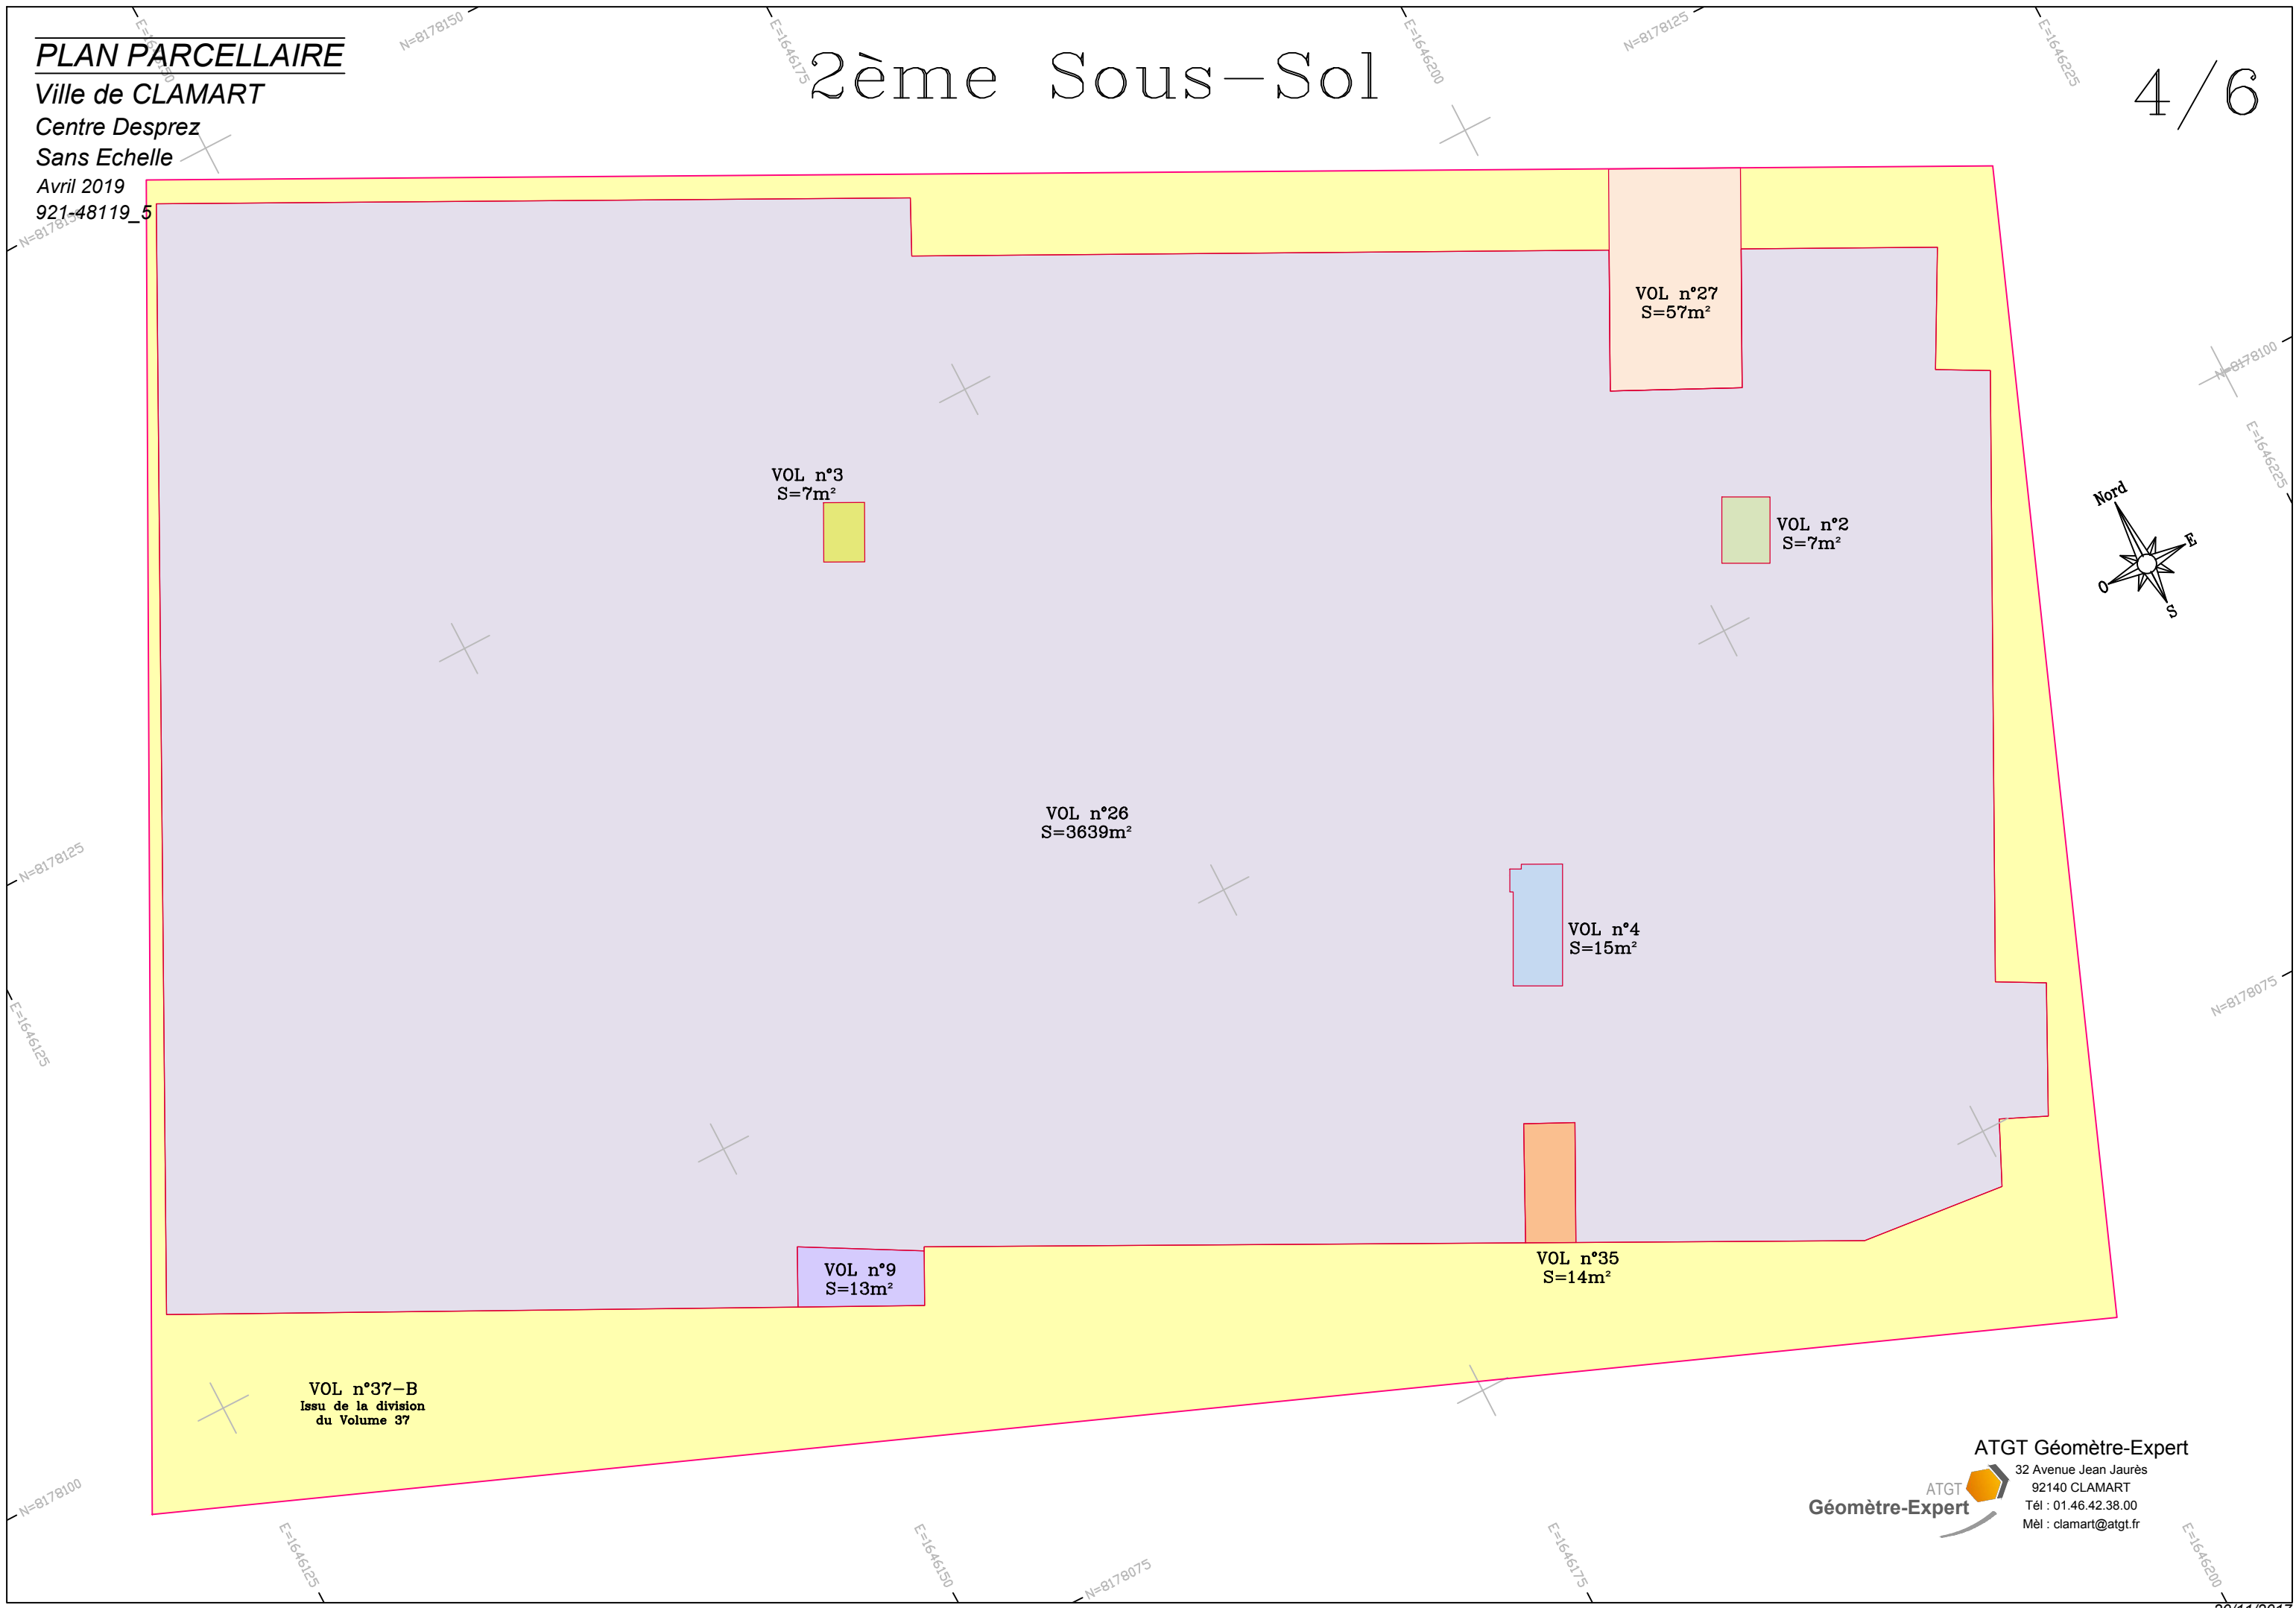 PLAN PARCELLAIRE
Ville de CLAMART
Centre Desprez
Sans Echelle
Avril 2019
921-48119_5
2ème Sous-Sol
4/6
N=8178150
E=1646175
E=1646200
N=8178125
E=1646225
N=8178100
E=1646225
VOL n°27
S=57m²
VOL n°3
S=7m²
VOL n°2
S=7m²
Nord
E
O
S
VOL n°26
S=3639m²
N=8178125
VOL n°4
S=15m²
E=1646125
N=8178075
VOL n°9
S=13m²
VOL n°35
S=14m²
VOL n°37-B
Issu de la division
du Volume 37
N=8178100
E=1646125
E=1646150
N=8178075
E=1646175
E=1646200
ATGT Géomètre-Expert
32 Avenue Jean Jaurès
92140 CLAMART
Tél : 01.46.42.38.00
Mèl : clamart@atgt.fr
ATGT
Géomètre-Expert